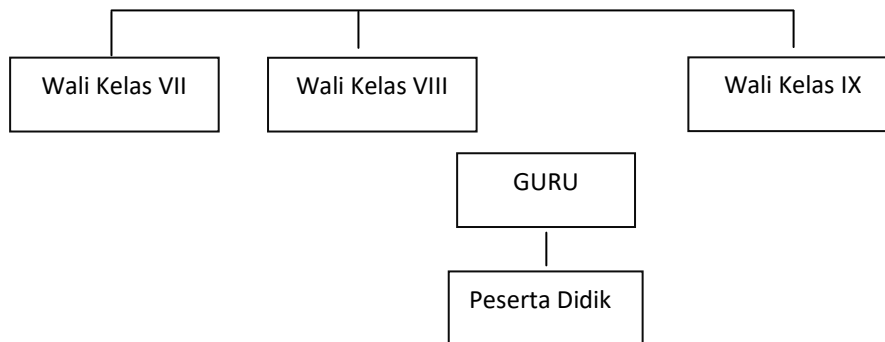 Wali Kelas VII
Wali Kelas VIII
Wali Kelas IX
GURU
Peserta Didik